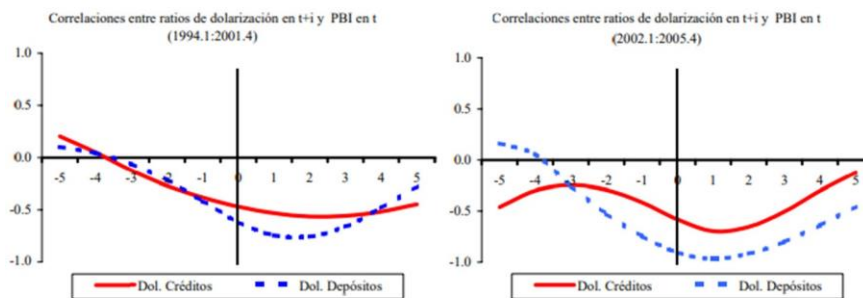 Correlaciones entre ratios de dolarización en t+i y PBI en t
(1994.1:2001.4)
1.0
0.5
0.0
-0.5
-1.0
-5 -4 -3 -2 -1 0 1 2 3 4 5
Dol. Créditos Dol. Depósitos
Correlaciones entre ratios de dolarización en t+i y PBI en t
(2002.1:2005.4)
1.0
0.5
0.0
-0.5
-1.0
-5 -4 -3 -2 -1 0 1 2 3 4 5
Dol. Créditos Dol. Depósitos